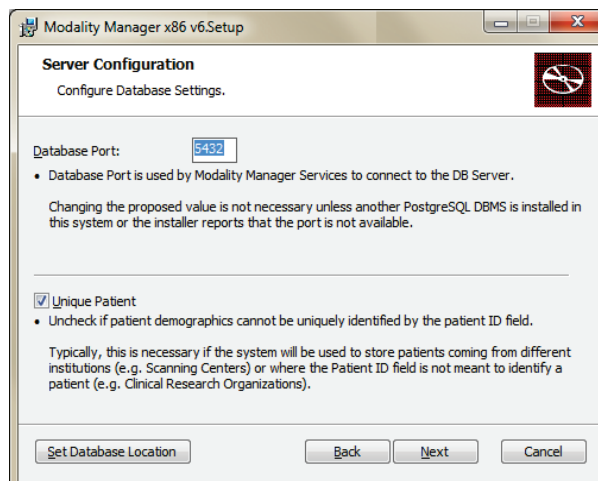 Modality Manager x86 v6.Setup
Server Configuration
Configure Database Settings.
Database Port: 5432
• Database Port is used by Modality Manager Services to connect to the DB Server.
Changing the proposed value is not necessary unless another PostgreSQL DBMS is installed in
this system or the installer reports that the port is not available.
Unique Patient
• Uncheck if patient demographics cannot be uniquely identified by the patient ID field.
Typically, this is necessary if the system will be used to store patients coming from different
institutions (e.g. Scanning Centers) or where the Patient ID field is not meant to identify a
patient (e.g. Clinical Research Organizations).
Set Database Location Back Next Cancel